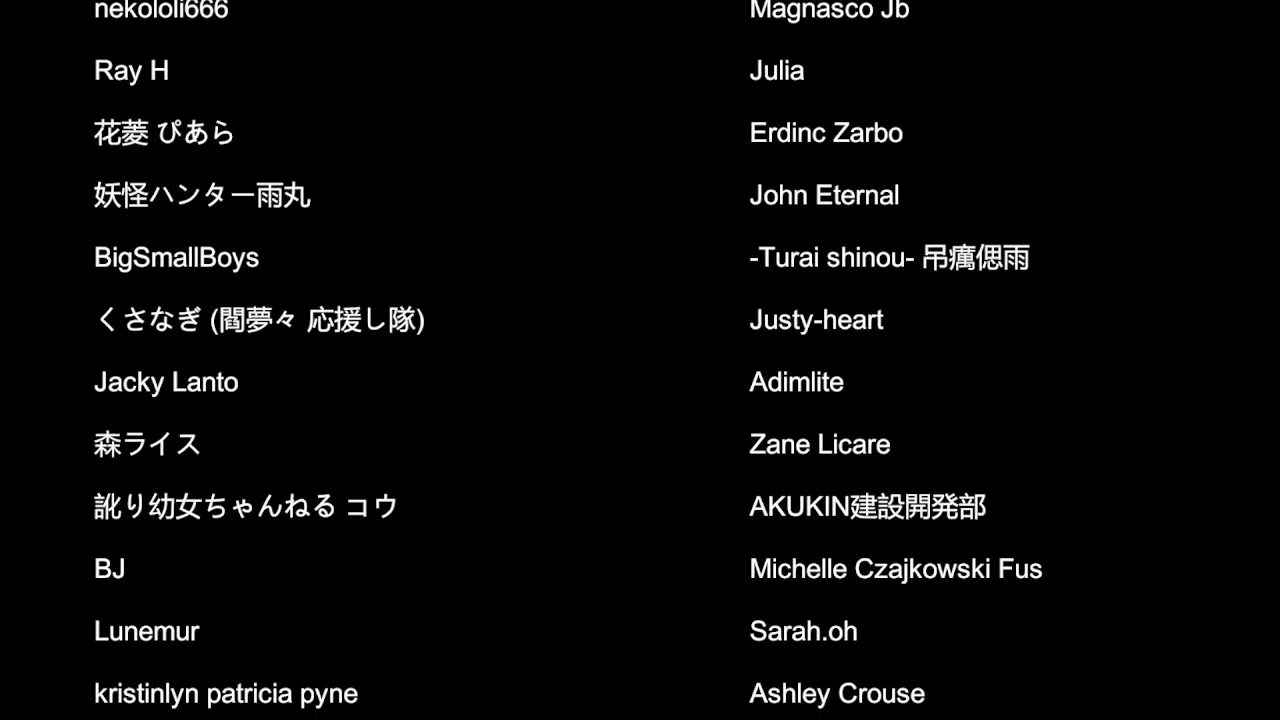 nekololi666
Magnasco Jb
Ray H
Julia
花菱 ぴあら
Erdinc Zarbo
妖怪ハンター雨丸
John Eternal
BigSmallBoys
-Turai shinou- 吊癘偲雨
くさなぎ (閻夢々 応援し隊)
Justy-heart
Jacky Lanto
Adimlite
森ライス
Zane Licare
訛り幼女ちゃんねる コウ
AKUKIN建設開発部
BJ
Michelle Czajkowski Fus
Lunemur
Sarah.oh
kristinlyn patricia pyne
Ashley Crouse